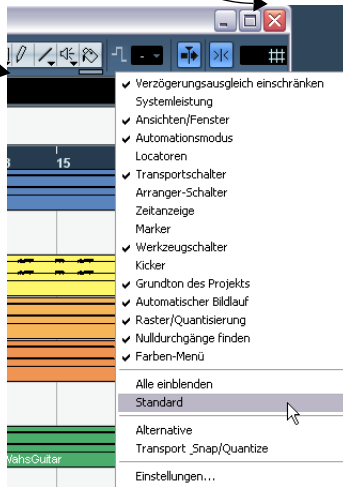 Verzögerungsausgleich einschränken
Systemleistung
Ansichten/Fenster
Automationsmodus
Locatoren
15
Transportschalter
Arranger-Schalter
Zeitanzeige
Marker
Werkzeugschalter
Kicker
Grundton des Projekts
Automatischer Bildlauf
Raster/Quantisierung
Nulldurchgänge finden
Farben-Menü
Alle einblenden
Standard
Alternative
Transport _Snap/Quantize
WahsGuitar
Einstellungen...